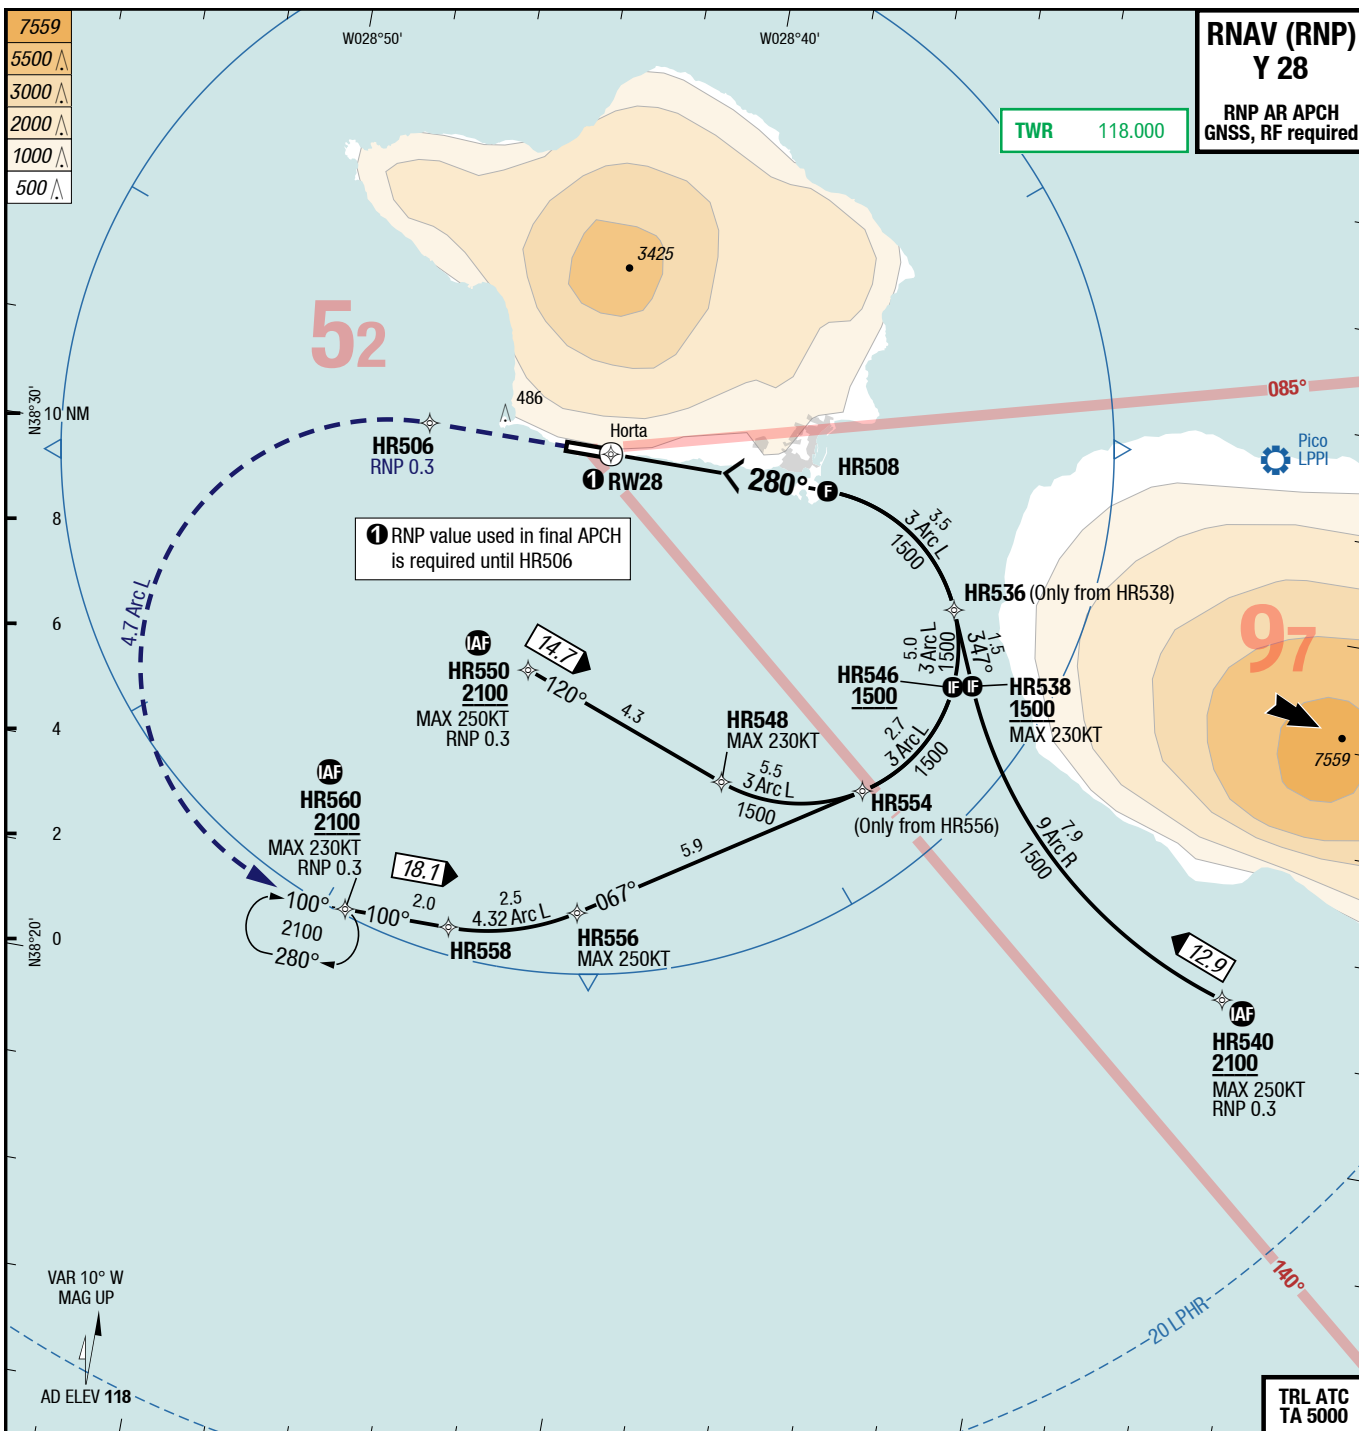 7559
5500
3000
2000
1000
500
W028°50'
W028°40'
RNAV (RNP)
Y 28
RNP AR APCH
GNSS, RF required
TWR 118.000
3425
52
085°
N38°30'
10 NM
486
Horta
HR506
RNP 0.3
1 RW28
280°
F
HR508
Pico
LPPI
8
1 RNP value used in final APCH
is required until HR506
3.5
3 Arc L
1500
4.7 Arc L
HR536 (Only from HR538)
6
97
IAF
14.7
HR550
2100
MAX 250KT
RNP 0.3
120°
4.3
5.0
3 Arc L
1500
1.5
347°
HR546
1500
IF
IF
HR538
1500
MAX 230KT
4
HR548
MAX 230KT
2.7
3 Arc L
1500
7559
IAF
HR560
2100
MAX 230KT
RNP 0.3
5.5
3 Arc L
1500
HR554
(Only from HR556)
2
5.9
7.9
9 Arc R
1500
18.1
100°
2100
280°
100°
2.0
2.5
4.32 Arc L
067°
HR558
HR556
MAX 250KT
0
N38°20'
12.9
IAF
HR540
2100
MAX 250KT
RNP 0.3
VAR 10° W
MAG UP
140°
20 LPHR
AD ELEV 118
TRL ATC
TA 5000